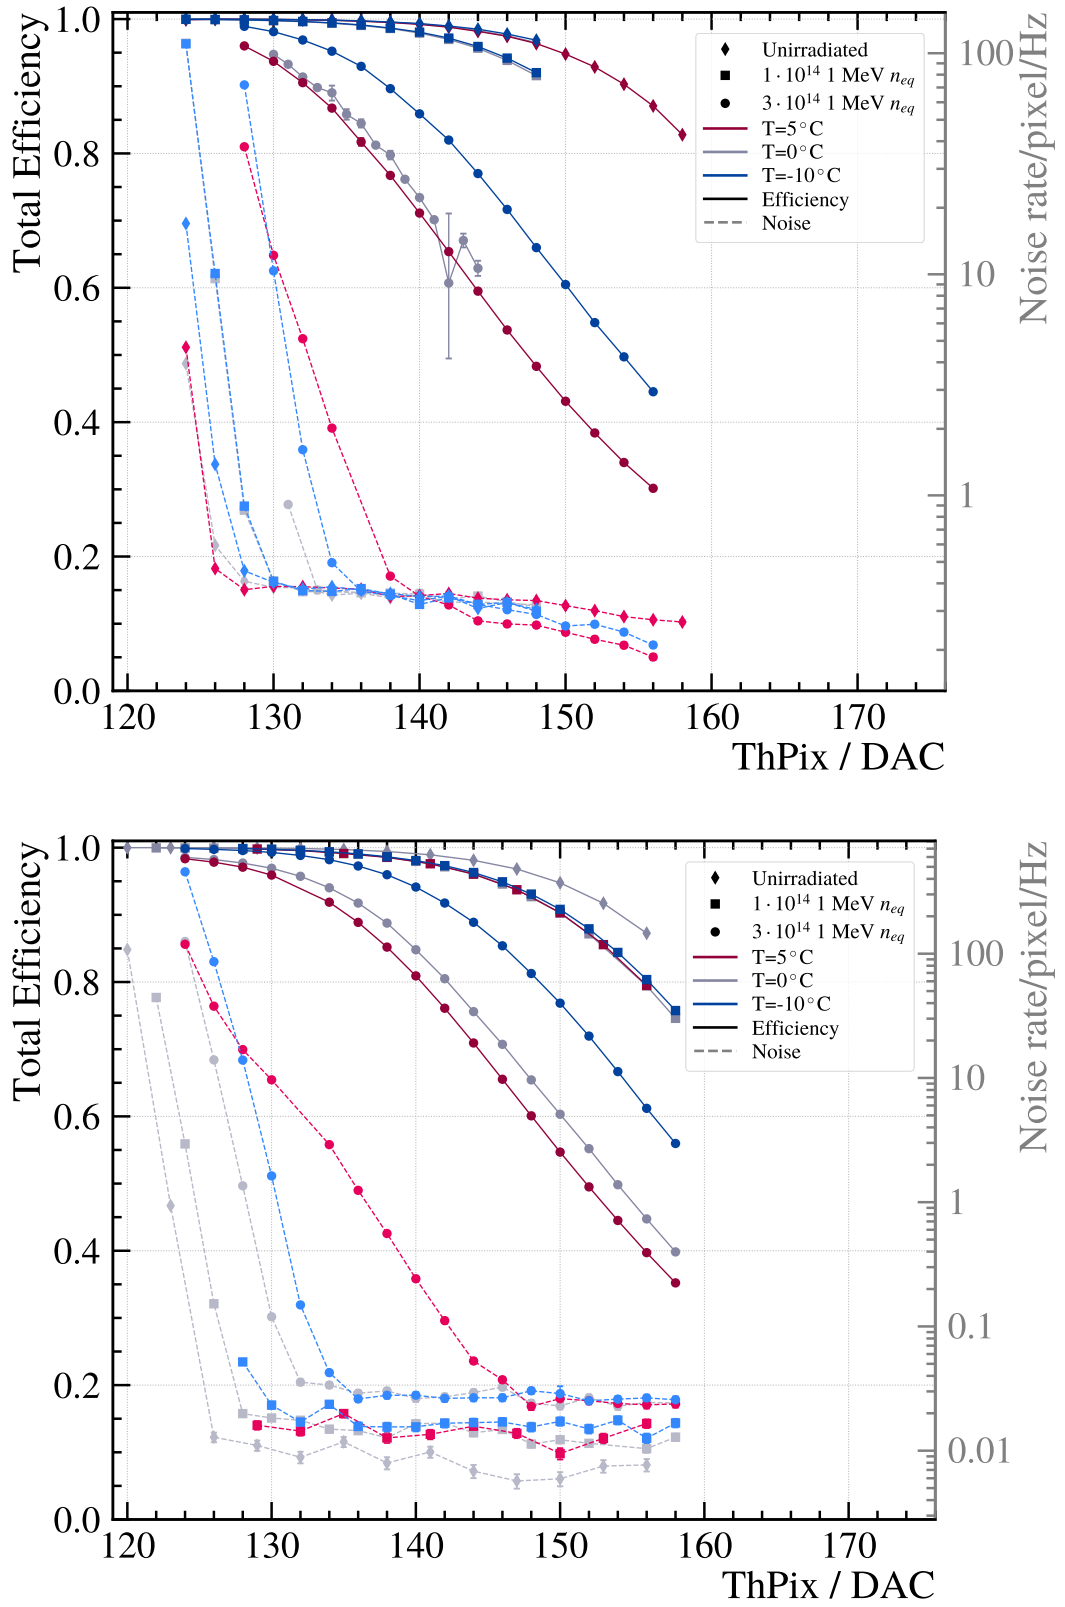 Total Efficiency
1.0
0.8
0.6
0.4
0.2
0.0
120
130
140
150
160
170
ThPix / DAC
100
10
1
Noise rate/pixel/Hz
Unirradiated
1·10¹⁴ 1 MeV n_eq
3·10¹⁴ 1 MeV n_eq
T=5°C
T=0°C
T=-10°C
Efficiency
Noise
Total Efficiency
1.0
0.8
0.6
0.4
0.2
0.0
120
130
140
150
160
170
ThPix / DAC
100
10
1
0.1
0.01
Noise rate/pixel/Hz
Unirradiated
1·10¹⁴ 1 MeV n_eq
3·10¹⁴ 1 MeV n_eq
T=5°C
T=0°C
T=-10°C
Efficiency
Noise